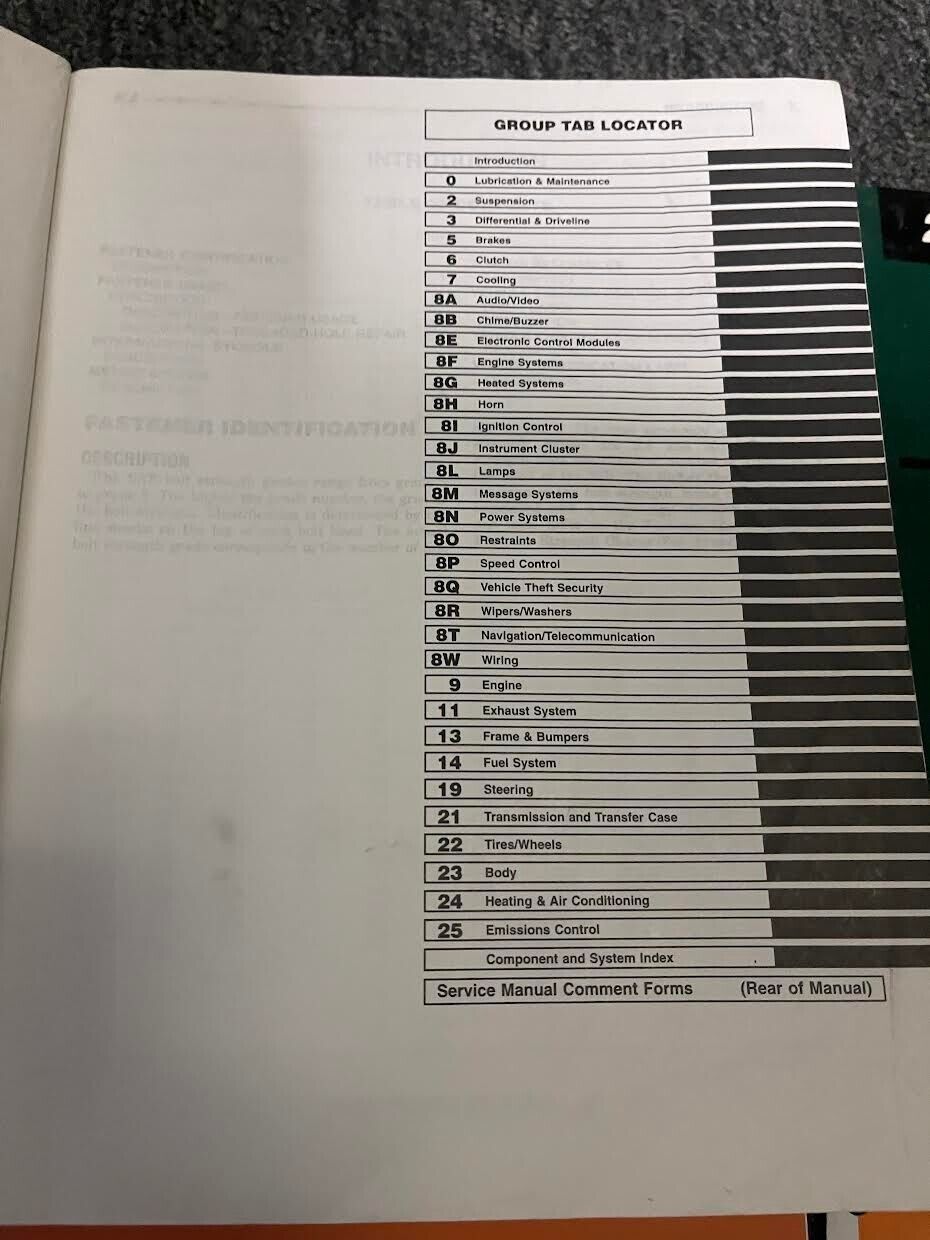 GROUP TAB LOCATOR
Introduction
0 Lubrication & Maintenance
2 Suspension
3 Differential & Driveline
5 Brakes
6 Clutch
7 Cooling
8A Audio/Video
8B Chime/Buzzer
8E Electronic Control Modules
8F Engine Systems
8G Heated Systems
8H Horn
8I Ignition Control
8J Instrument Cluster
8L Lamps
8M Message Systems
8N Power Systems
8O Restraints
8P Speed Control
8Q Vehicle Theft Security
8R Wipers/Washers
8T Navigation/Telecommunication
8W Wiring
9 Engine
11 Exhaust System
13 Frame & Bumpers
14 Fuel System
19 Steering
21 Transmission and Transfer Case
22 Tires/Wheels
23 Body
24 Heating & Air Conditioning
25 Emissions Control
Component and System Index
Service Manual Comment Forms (Rear of Manual)
FASTENER IDENTIFICATION
DESCRIPTION